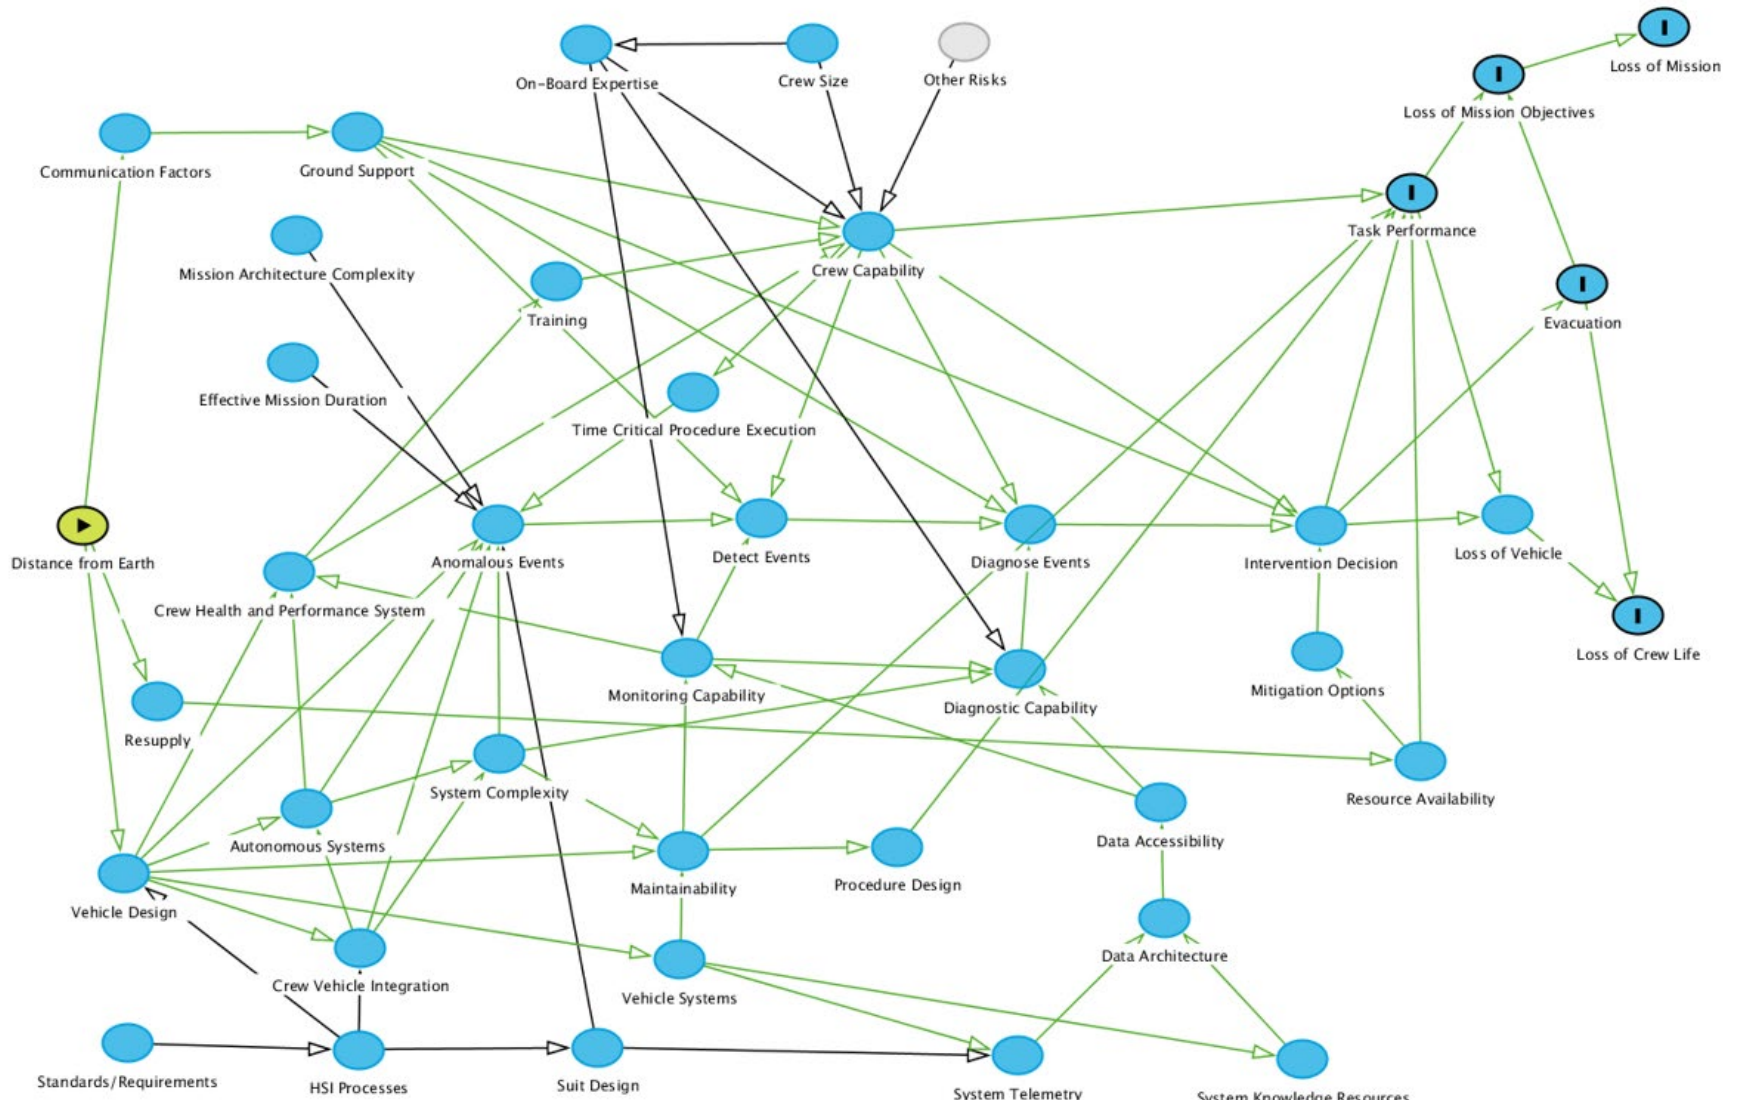 Loss of Mission
On-Board Expertise
Crew Size
Other Risks
Loss of Mission Objectives
Communication Factors
Ground Support
Task Performance
Mission Architecture Complexity
Crew Capability
Training
Evacuation
Effective Mission Duration
Time Critical Procedure Execution
Distance from Earth
Anomalous Events
Detect Events
Diagnose Events
Intervention Decision
Loss of Vehicle
Crew Health and Performance System
Loss of Crew Life
Monitoring Capability
Diagnostic Capability
Mitigation Options
Resupply
System Complexity
Resource Availability
Autonomous Systems
Data Accessibility
Maintainability
Procedure Design
Vehicle Design
Data Architecture
Crew Vehicle Integration
Vehicle Systems
Standards/Requirements
HSI Processes
Suit Design
System Telemetry
System Knowledge Resources